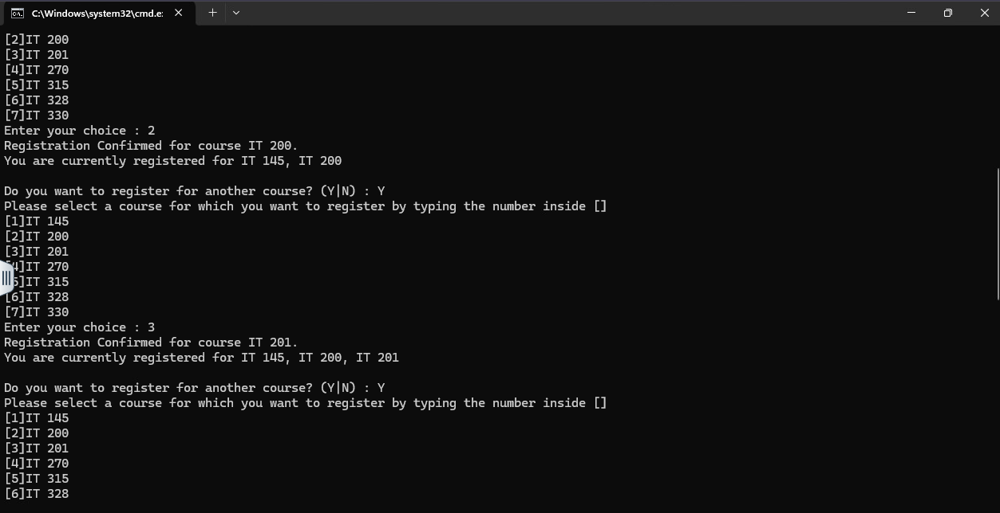 C:\Windows\system32\cmd.e:
[2]IT 200
[3]IT 201
[4]IT 270
[5]IT 315
[6]IT 328
[7]IT 330
Enter your choice : 2
Registration Confirmed for course IT 200.
You are currently registered for IT 145, IT 200
Do you want to register for another course? (Y|N) : Y
Please select a course for which you want to register by typing the number inside []
[1]IT 145
[2]IT 200
[3]IT 201
4]IT 270
5]IT 315
[6]IT 328
[7]IT 330
Enter your choice : 3
Registration Confirmed for course IT 201.
You are currently registered for IT 145, IT 200, IT 201
Do you want to register for another course? (Y|N) : Y
Please select a course for which you want to register by typing the number inside []
[1]IT 145
[2]IT 200
[3]IT 201
[4]IT 270
[5]IT 315
[6]IT 328